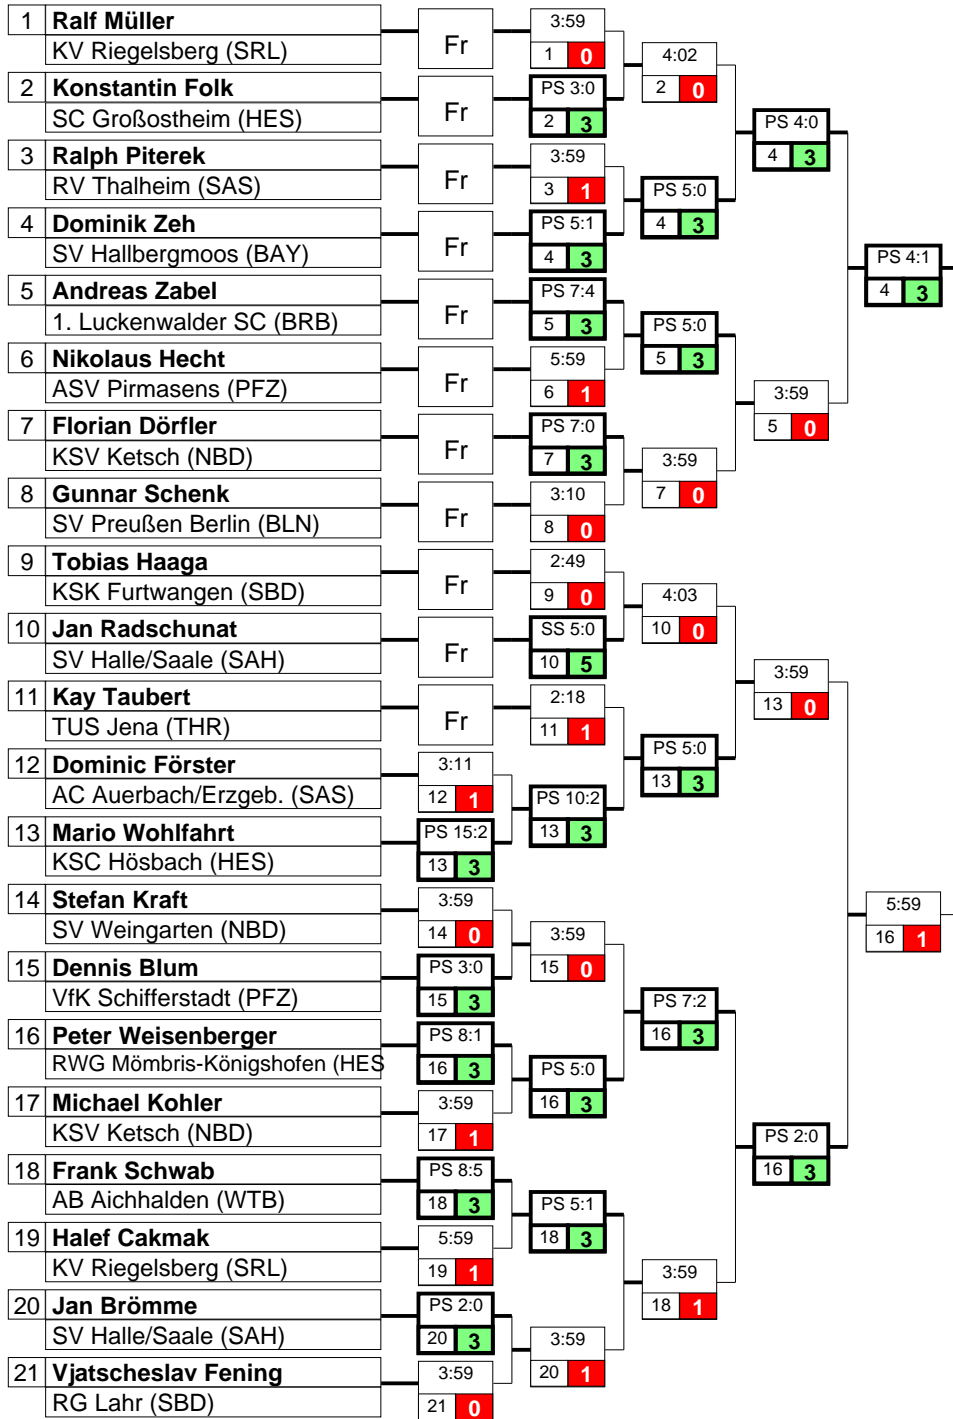 1 Ralf Müller
KV Riegelsberg (SRL)
Fr
3:59
1 0
4:02
2 0
2 Konstantin Folk
SC Großostheim (HES)
Fr
PS 3:0
2 3
PS 4:0
4 3
3 Ralph Piterek
RV Thalheim (SAS)
Fr
3:59
3 1
PS 5:0
4 3
4 Dominik Zeh
SV Hallbergmoos (BAY)
Fr
PS 5:1
4 3
PS 4:1
4 3
5 Andreas Zabel
1. Luckenwalder SC (BRB)
Fr
PS 7:4
5 3
PS 5:0
5 3
6 Nikolaus Hecht
ASV Pirmasens (PFZ)
Fr
5:59
6 1
3:59
5 0
7 Florian Dörfler
KSV Ketsch (NBD)
Fr
PS 7:0
7 3
3:59
7 0
8 Gunnar Schenk
SV Preußen Berlin (BLN)
Fr
3:10
8 0
9 Tobias Haaga
KSK Furtwangen (SBD)
Fr
2:49
9 0
4:03
10 0
10 Jan Radschunat
SV Halle/Saale (SAH)
Fr
SS 5:0
10 5
3:59
13 0
11 Kay Taubert
TUS Jena (THR)
Fr
2:18
11 1
PS 5:0
13 3
12 Dominic Förster
AC Auerbach/Erzgeb. (SAS)
3:11
12 1
PS 10:2
13 3
13 Mario Wohlfahrt
KSC Hösbach (HES)
PS 15:2
13 3
14 Stefan Kraft
SV Weingarten (NBD)
3:59
14 0
3:59
15 0
5:59
16 1
15 Dennis Blum
VfK Schifferstadt (PFZ)
PS 3:0
15 3
PS 7:2
16 3
16 Peter Weisenberger
RWG Mömbris-Königshofen (HES
PS 8:1
16 3
PS 5:0
16 3
17 Michael Kohler
KSV Ketsch (NBD)
3:59
17 1
PS 2:0
16 3
18 Frank Schwab
AB Aichhalden (WTB)
PS 8:5
18 3
PS 5:1
18 3
19 Halef Cakmak
KV Riegelsberg (SRL)
5:59
19 1
3:59
18 1
20 Jan Brömme
SV Halle/Saale (SAH)
PS 2:0
20 3
3:59
20 1
21 Vjatscheslav Fening
RG Lahr (SBD)
3:59
21 0